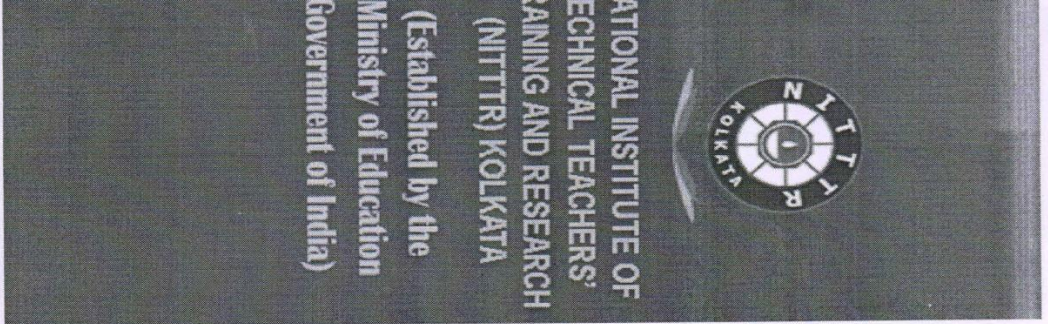 NITTTR
KOLKATA
ATIONAL INSTITUTE OF
ECHNICAL TEACHERS'
RAINING AND RESEARCH
(NITTTR) KOLKATA
(Established by the
Ministry of Education
Government of India)